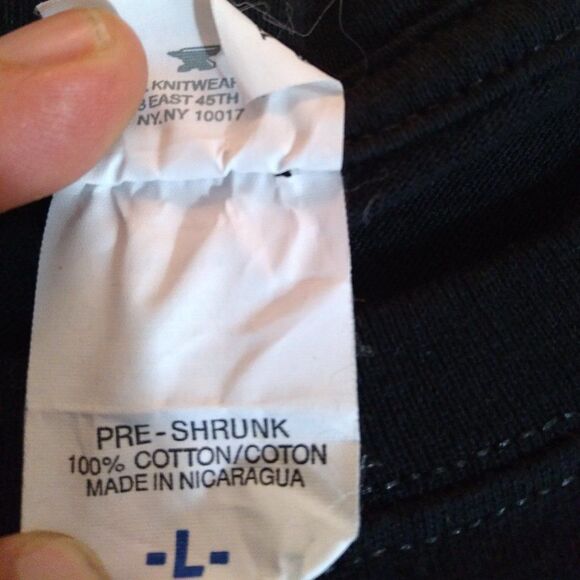 KNITWEAR
EAST 45TH
NY.NY 10017
PRE-SHRUNK
100% COTTON/COTON
MADE IN NICARAGUA
-L-